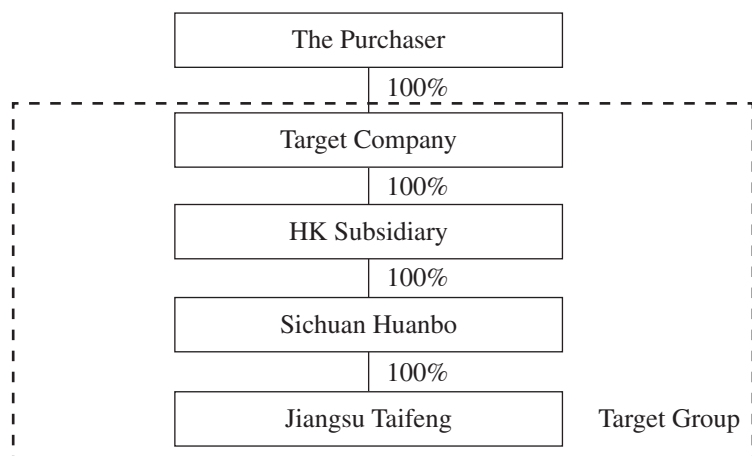 The Purchaser
100%
Target Company
100%
HK Subsidiary
100%
Sichuan Huanbo
100%
Jiangsu Taifeng Target Group